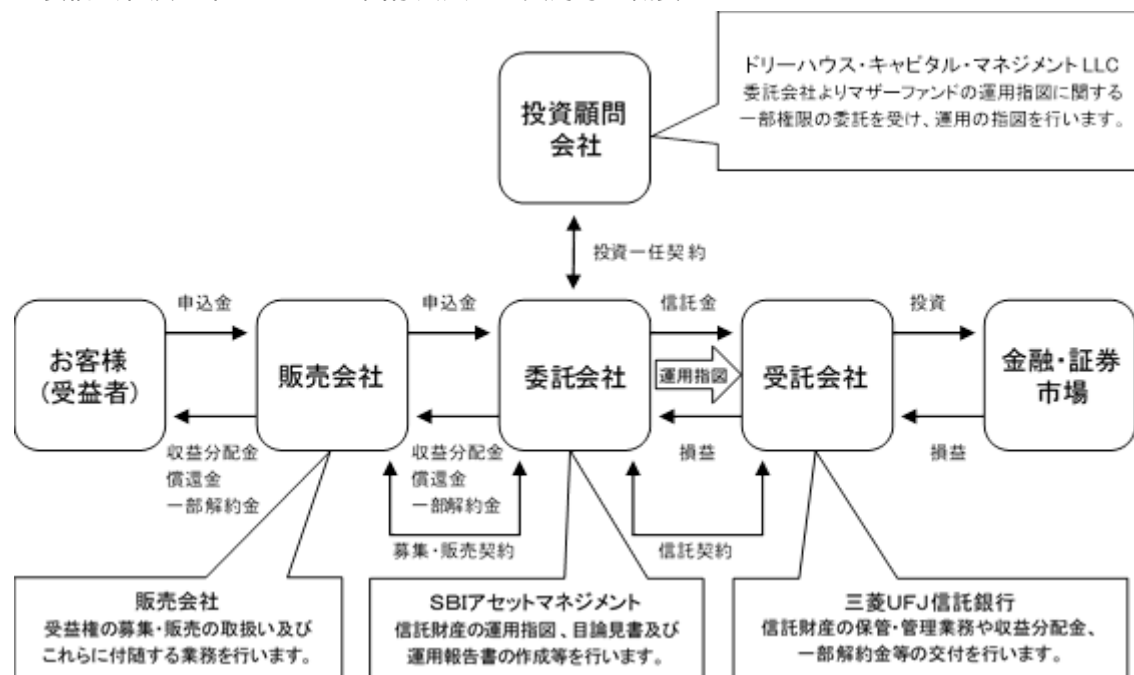 ドリーハウス・キャピタル・マネジメント LLC
委託会社よりマザーファンドの運用指図に関する
一部権限の委託を受け、運用の指図を行います。
投資顧問
会社
投資一任契約
申込金
申込金
信託金
投資
お客様
(受益者)
販売会社
委託会社
運用指図
受託会社
金融・証券
市場
収益分配金
償還金
一部解約金
収益分配金
償還金
一部解約金
損益
損益
募集・販売契約
信託契約
販売会社
受益権の募集・販売の取扱い及び
これらに付随する業務を行います。
SBIアセットマネジメント
信託財産の運用指図、目論見書及び
運用報告書の作成等を行います。
三菱UFJ信託銀行
信託財産の保管・管理業務や収益分配金、
一部解約金等の交付を行います。